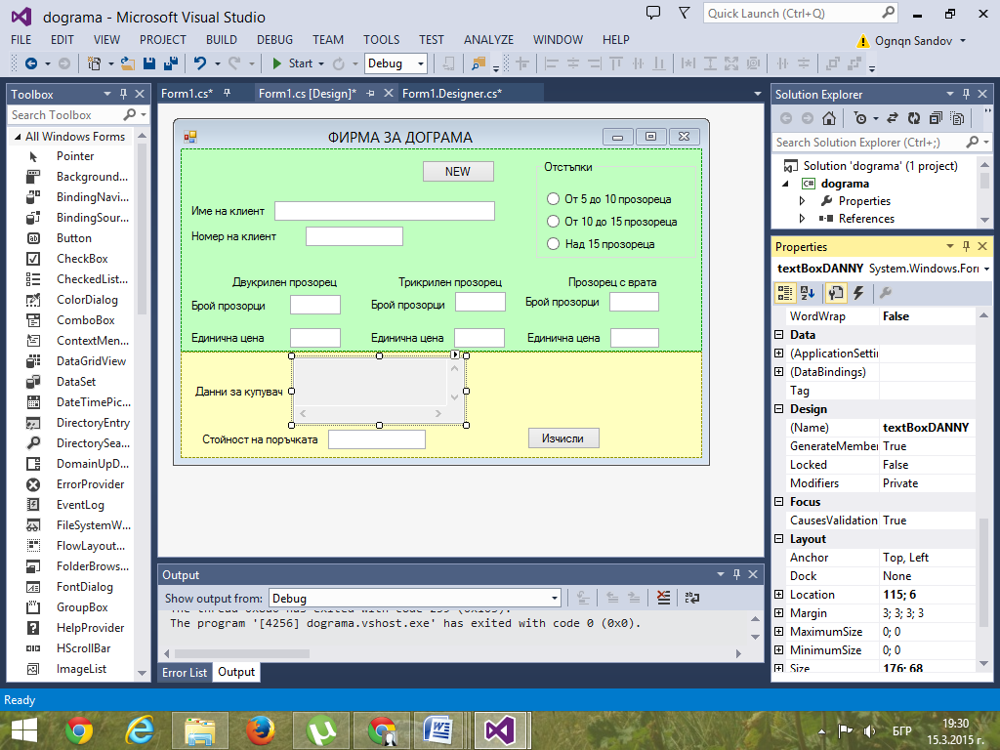 dograma - Microsoft Visual Studio
Quick Launch (Ctrl+Q)
FILE EDIT VIEW PROJECT BUILD DEBUG TEAM TOOLS TEST ANALYZE WINDOW HELP
Ognqn Sandov
Start
Debug
Toolbox
Search Toolbox
All Windows Forms
Pointer
Background...
BindingNavi...
BindingSour...
Button
CheckBox
CheckedList...
ColorDialog
ComboBox
ContextMen...
DataGridView
DataSet
DateTimePic...
DirectoryEntry
DirectorySea...
DomainUpD...
ErrorProvider
EventLog
FileSystemW...
FlowLayout...
FolderBrows...
FontDialog
GroupBox
HelpProvider
HScrollBar
ImageList
Form1.cs*
Form1.cs [Design]*
Form1.Designer.cs*
ФИРМА ЗА ДОГРАМА
NEW
Отстъпки
От 5 до 10 прозореца
От 10 до 15 прозореца
Над 15 прозореца
Име на клиент
Номер на клиент
Двукрилен прозорец
Трикрилен прозорец
Прозорец с врата
Брой прозорци
Брой прозорци
Брой прозорци
Единична цена
Единична цена
Единична цена
Данни за купувач
Стойност на поръчката
Изчисли
Output
Show output from: Debug
The program '[4256] dograma.vshost.exe' has exited with code 0 (0x0).
Error List
Output
Solution Explorer
Search Solution Explorer (Ctrl+;)
Solution 'dograma' (1 project)
C# dograma
Properties
References
Properties
textBoxDANNY System.Windows.For
WordWrap False
Data
(ApplicationSettin
(DataBindings)
Tag
Design
(Name) textBoxDANNY
GenerateMember True
Locked False
Modifiers Private
Focus
CausesValidation True
Layout
Anchor Top, Left
Dock None
Location 115; 6
Margin 3; 3; 3; 3
MaximumSize 0; 0
MinimumSize 0; 0
Size 176; 68
Ready
БГР
19:30
15.3.2015 г.